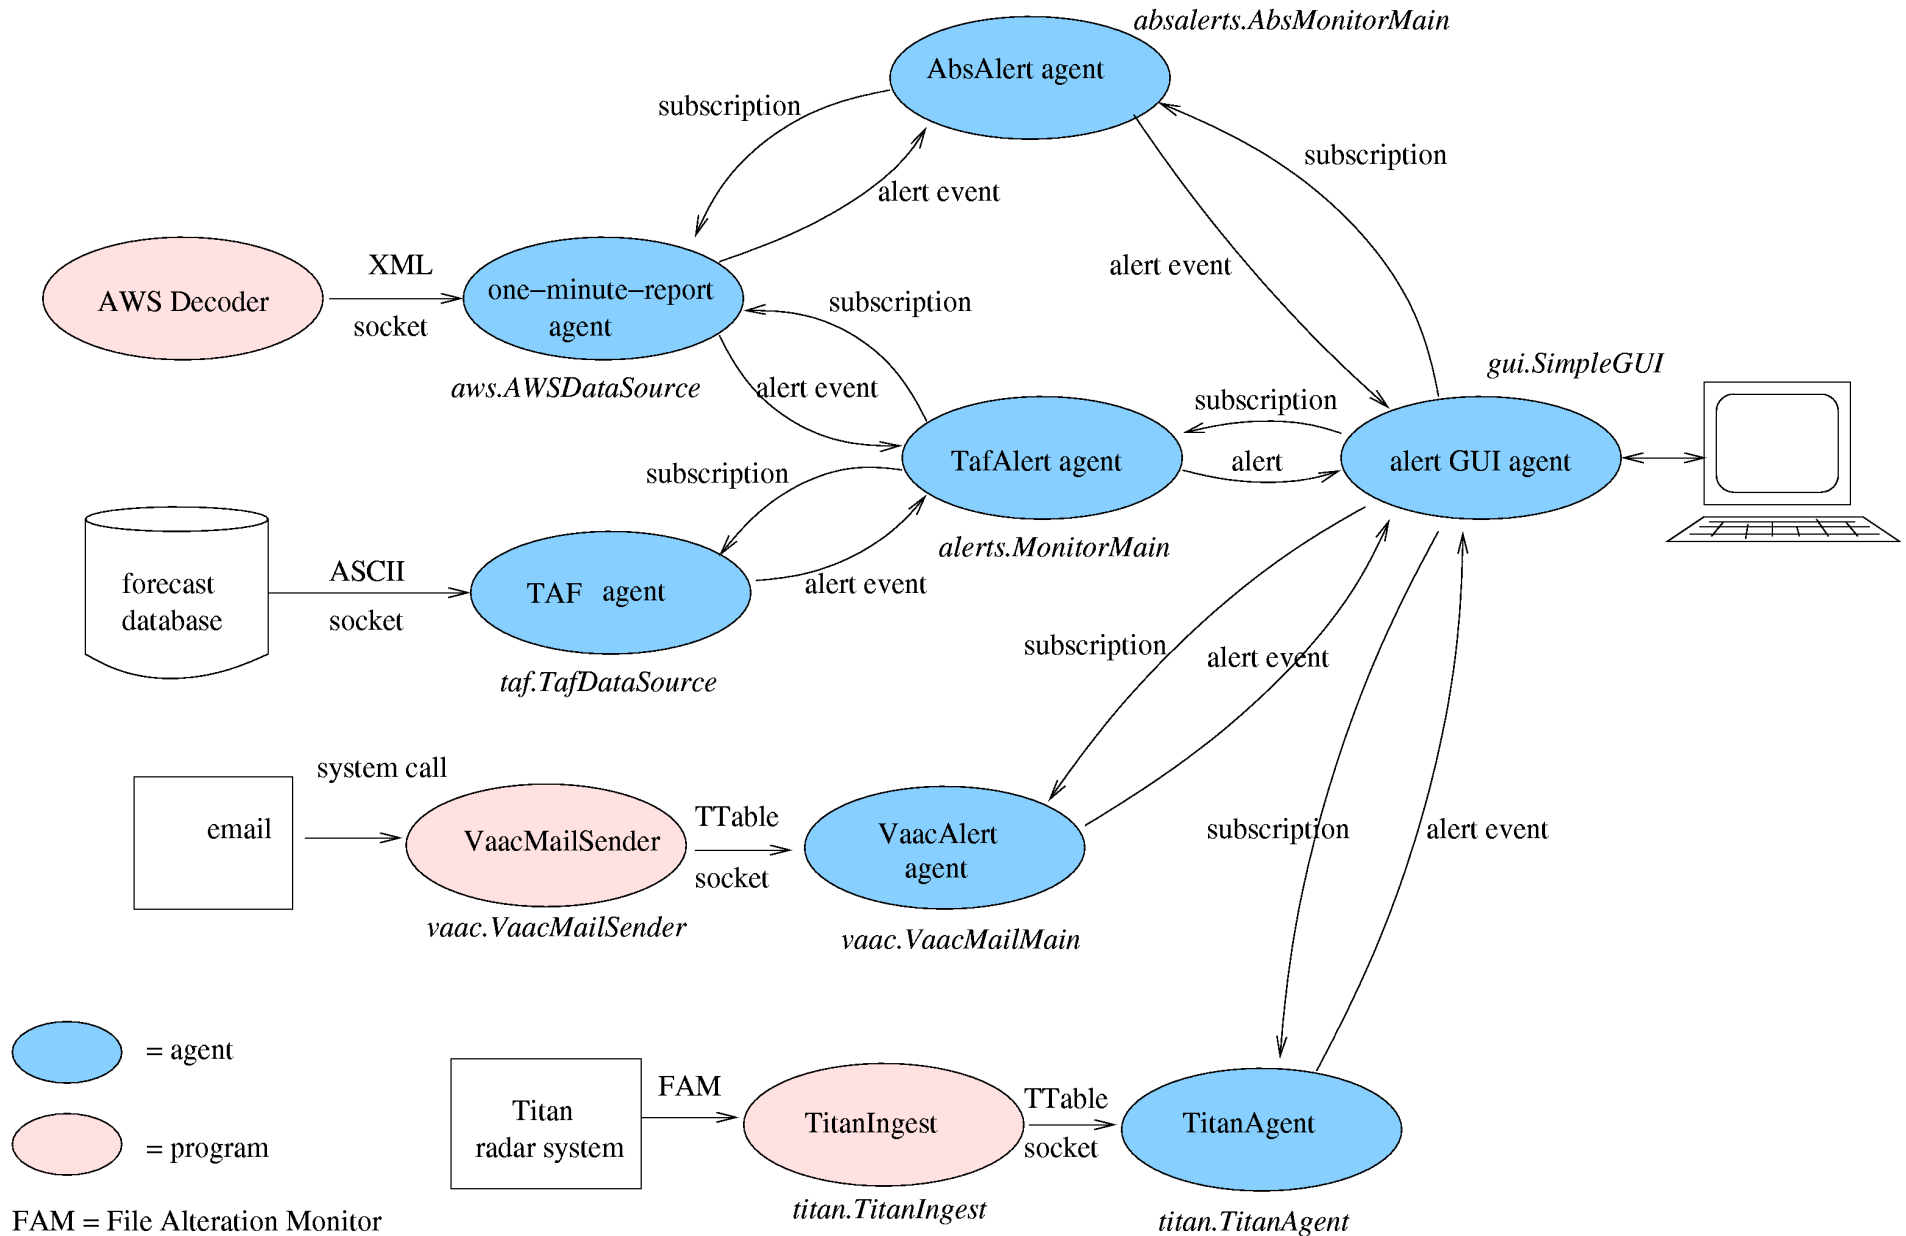 absalerts.AbsMonitorMain
AbsAlert agent
subscription
subscription
alert event
alert event
XML
AWS Decoder
socket
one−minute−report
agent
subscription
aws.AWSDataSource
alert event
gui.SimpleGUI
subscription
TafAlert agent
alert
alert GUI agent
subscription
alerts.MonitorMain
forecast
database
ASCII
socket
TAF agent
alert event
taf.TafDataSource
subscription
alert event
system call
email
VaacMailSender
TTable
socket
VaacAlert
agent
subscription
alert event
vaac.VaacMailSender
vaac.VaacMailMain
= agent
= program
FAM = File Alteration Monitor
Titan
radar system
FAM
TitanIngest
TTable
socket
TitanAgent
titan.TitanIngest
titan.TitanAgent